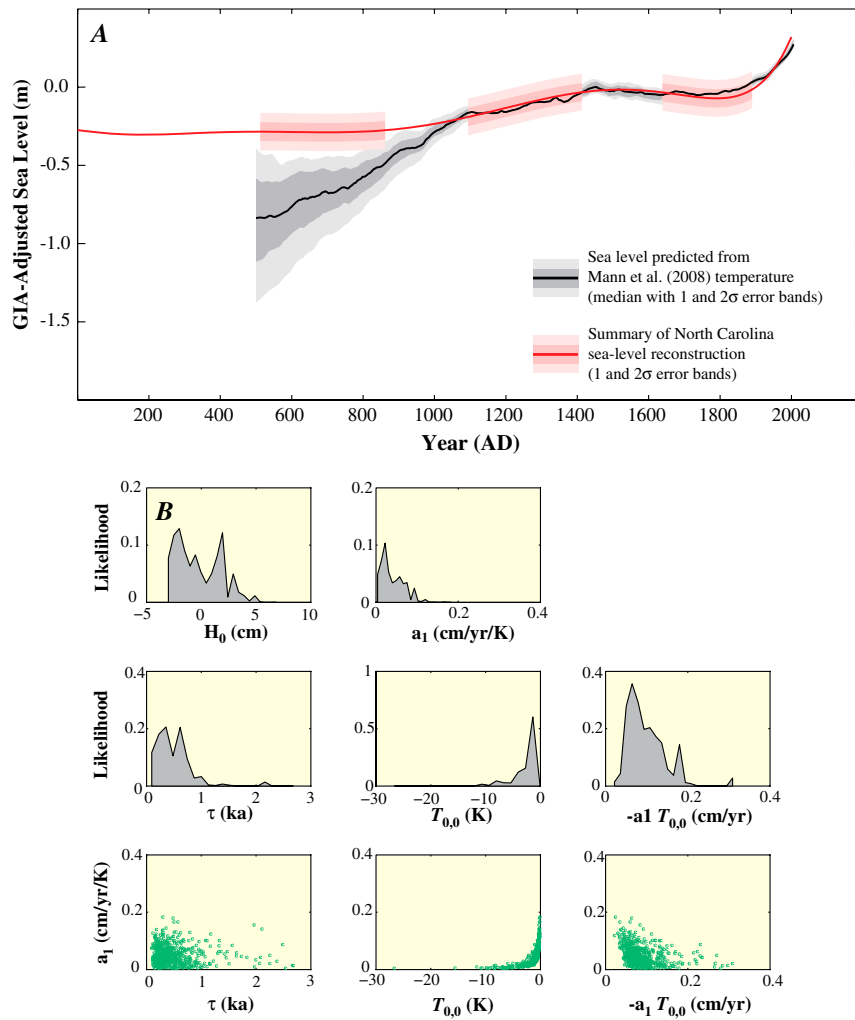 A
GIA-Adjusted Sea Level (m)
0.0
-0.5
-1.0
-1.5
Sea level predicted from
Mann et al. (2008) temperature
(median with 1 and 2σ error bands)
Summary of North Carolina
sea-level reconstruction
(1 and 2σ error bands)
200 400 600 800 1000 1200 1400 1600 1800 2000
Year (AD)
B
Likelihood
0.2
0.1
0
−5 0 5 10
H0 (cm)
0.2
0.1
0
0 0.2 0.4
a1 (cm/yr/K)
Likelihood
0.4
0.2
0
0 1 2 3
τ (ka)
1
0.5
0
−30 −20 −10 0
T0,0 (K)
0.4
0.2
0
0 0.2 0.4
-a1 T0,0 (cm/yr)
a1 (cm/yr/K)
0.4
0.2
0
0 1 2 3
τ (ka)
0.4
0.2
0
−30 −20 −10 0
T0,0 (K)
0.4
0.2
0
0 0.2 0.4
-a1 T0,0 (cm/yr)